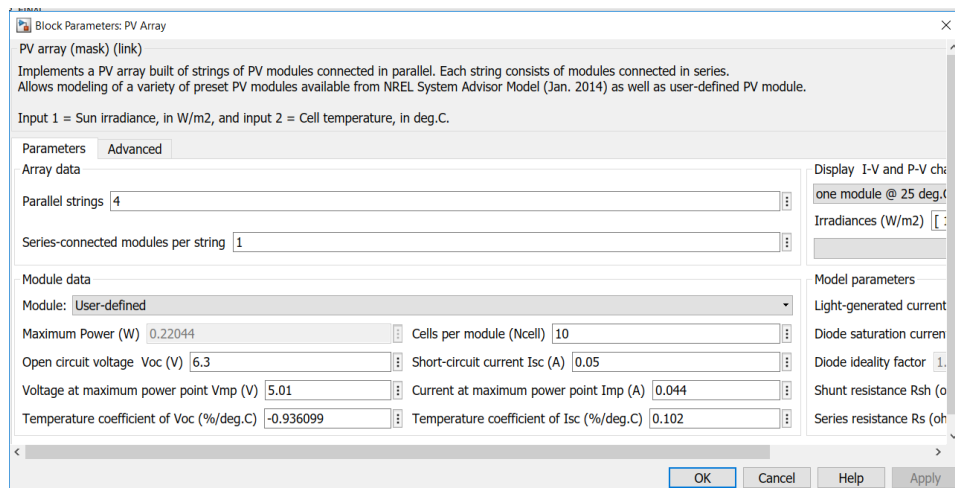 Block Parameters: PV Array
PV array (mask) (link)
Implements a PV array built of strings of PV modules connected in parallel. Each string consists of modules connected in series.
Allows modeling of a variety of preset PV modules available from NREL System Advisor Model (Jan. 2014) as well as user-defined PV module.
Input 1 = Sun irradiance, in W/m2, and input 2 = Cell temperature, in deg.C.
Parameters Advanced
Array data
Parallel strings 4
Series-connected modules per string 1
Display I-V and P-V cha
one module @ 25 deg.C
Irradiances (W/m2) [ 1
Module data
Module: User-defined
Maximum Power (W) 0.22044 Cells per module (Ncell) 10
Open circuit voltage Voc (V) 6.3 Short-circuit current Isc (A) 0.05
Voltage at maximum power point Vmp (V) 5.01 Current at maximum power point Imp (A) 0.044
Temperature coefficient of Voc (%/deg.C) -0.936099 Temperature coefficient of Isc (%/deg.C) 0.102
Model parameters
Light-generated current
Diode saturation curren
Diode ideality factor 1.
Shunt resistance Rsh (o
Series resistance Rs (oh
OK Cancel Help Apply